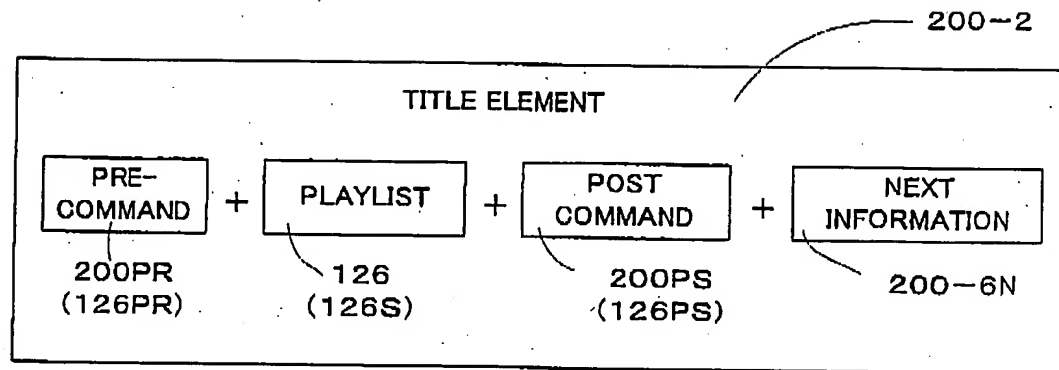 200-2
TITLE ELEMENT
PRE-
COMMAND
+
PLAYLIST
+
POST
COMMAND
+
NEXT
INFORMATION
200PR
(126PR)
126
(126S)
200PS
(126PS)
200-6N